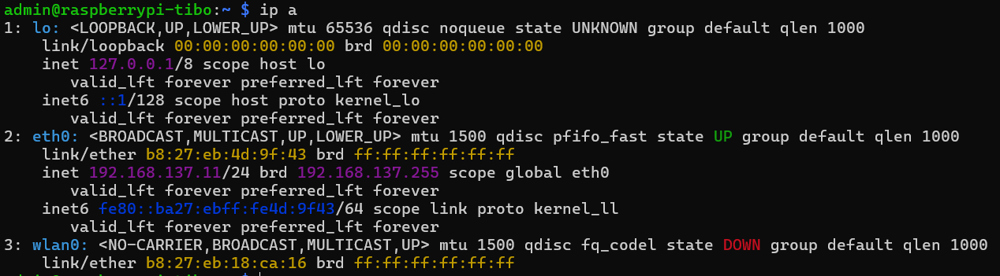 admin@raspberrypi-tibo:~ $ ip a
1: lo: <LOOPBACK,UP,LOWER_UP> mtu 65536 qdisc noqueue state UNKNOWN group default qlen 1000
    link/loopback 00:00:00:00:00:00 brd 00:00:00:00:00:00
    inet 127.0.0.1/8 scope host lo
       valid_lft forever preferred_lft forever
    inet6 ::1/128 scope host proto kernel_lo
       valid_lft forever preferred_lft forever
2: eth0: <BROADCAST,MULTICAST,UP,LOWER_UP> mtu 1500 qdisc pfifo_fast state UP group default qlen 1000
    link/ether b8:27:eb:4d:9f:43 brd ff:ff:ff:ff:ff:ff
    inet 192.168.137.11/24 brd 192.168.137.255 scope global eth0
       valid_lft forever preferred_lft forever
    inet6 fe80::ba27:ebff:fe4d:9f43/64 scope link proto kernel_ll
       valid_lft forever preferred_lft forever
3: wlan0: <NO-CARRIER,BROADCAST,MULTICAST,UP> mtu 1500 qdisc fq_codel state DOWN group default qlen 1000
    link/ether b8:27:eb:18:ca:16 brd ff:ff:ff:ff:ff:ff